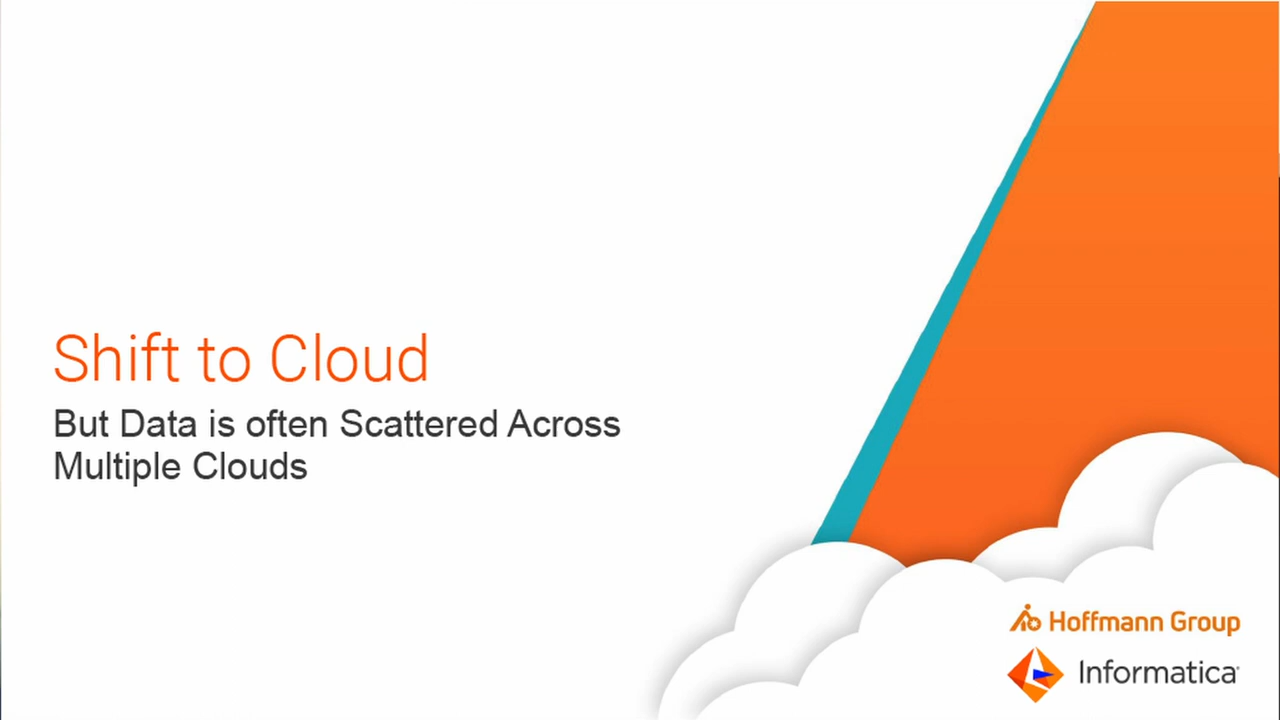 Shift to Cloud
But Data is often Scattered Across
Multiple Clouds
Hoffmann Group
Informatica